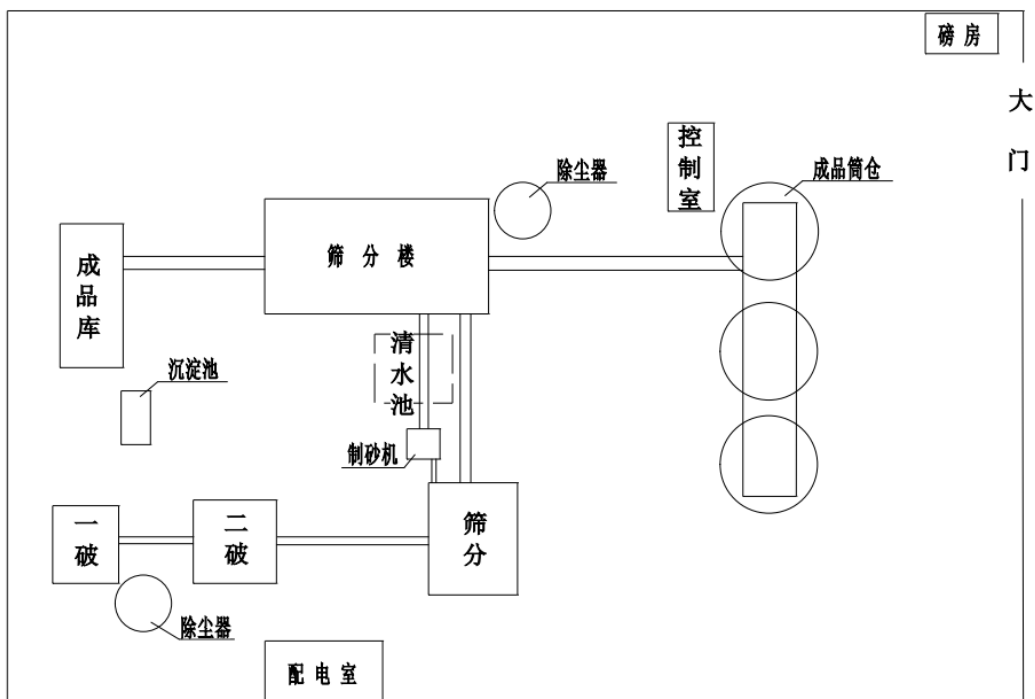 磅 房
大
门
控
制
室
除尘器
成品筒仓
筛 分 楼
成
品
库
清
水
池
沉淀池
制砂机
一
破
二
破
筛
分
除尘器
配 电 室